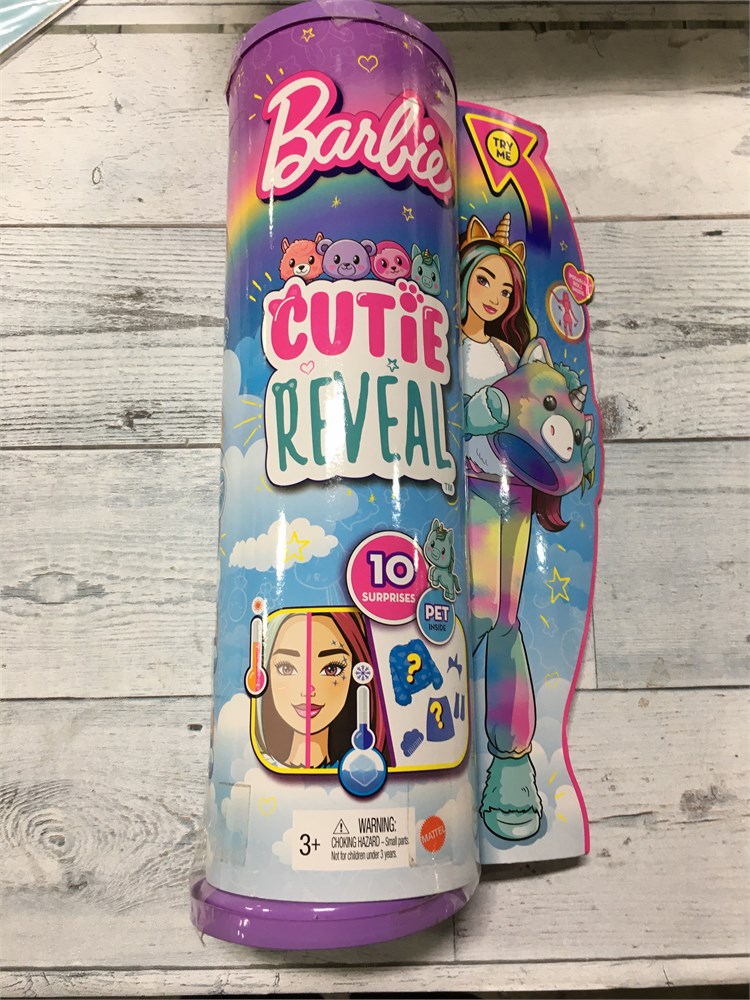 Barbie
TRY
ME
CUTiE
REVEAL
TM
10
SURPRISES
PET
INSIDE
?
?
3+
WARNING:
CHOKING HAZARD – Small parts.
Not for children under 3 years.
MATTEL